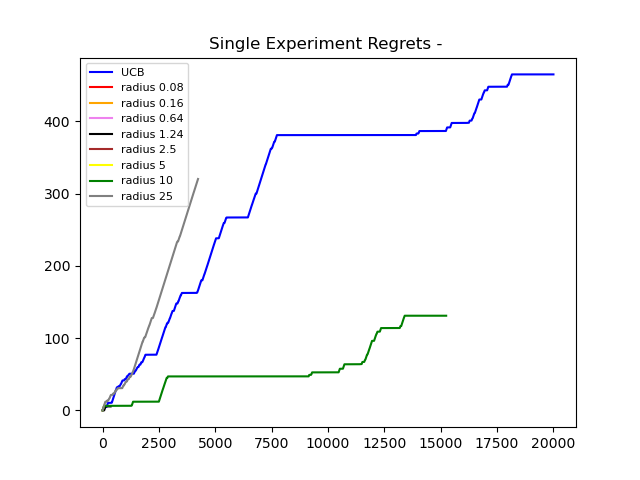 Single Experiment Regrets -
UCB
radius 0.08
radius 0.16
radius 0.64
radius 1.24
radius 2.5
radius 5
radius 10
radius 25
400
300
200
100
0
0 2500 5000 7500 10000 12500 15000 17500 20000